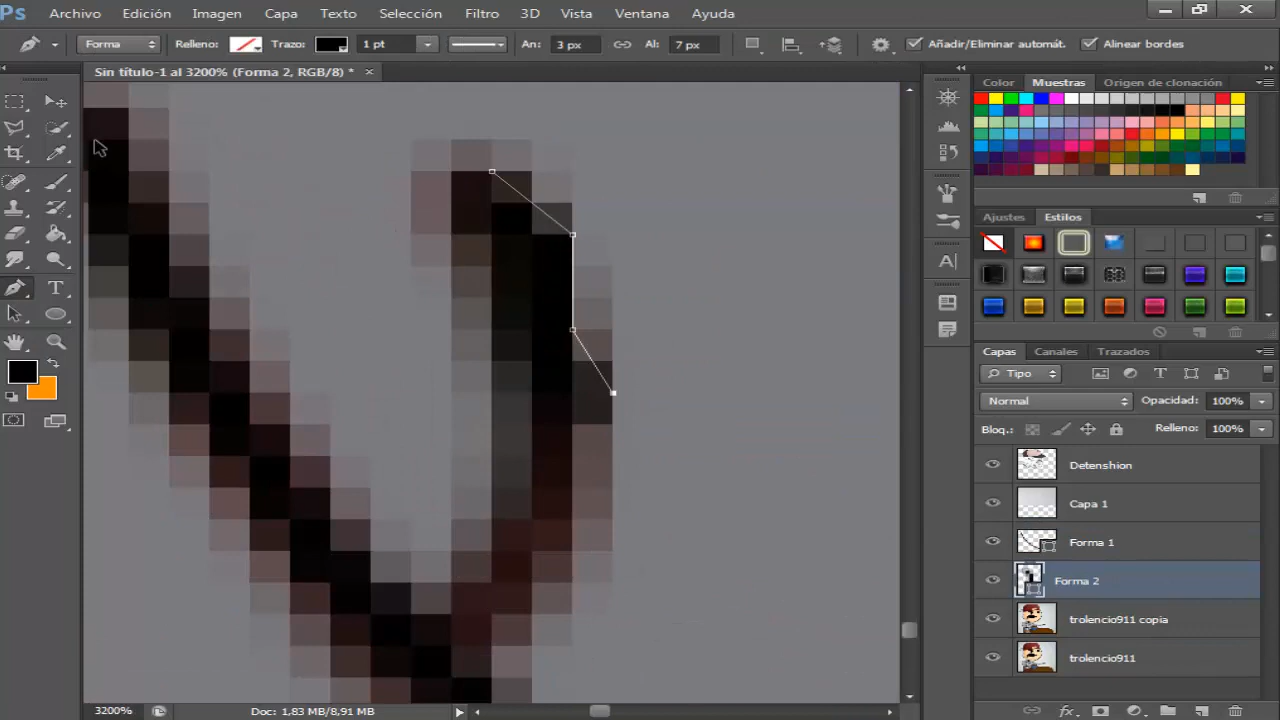 Ps Archivo Edición Imagen Capa Texto Selección Filtro 3D Vista Ventana Ayuda
Forma Relleno: Trazo: 1 pt An: 3 px Al: 7 px Añadir/Eliminar automát. Alinear bordes
Sin título-1 al 3200% (Forma 2, RGB/8) * ×
Color Muestras Origen de clonación
Ajustes Estilos
Capas Canales Trazados
Tipo
Normal Opacidad: 100%
Bloq.: Relleno: 100%
Detenshion
Capa 1
Forma 1
Forma 2
trolencio911 copia
trolencio911
3200% Doc: 1,83 MB/8,91 MB